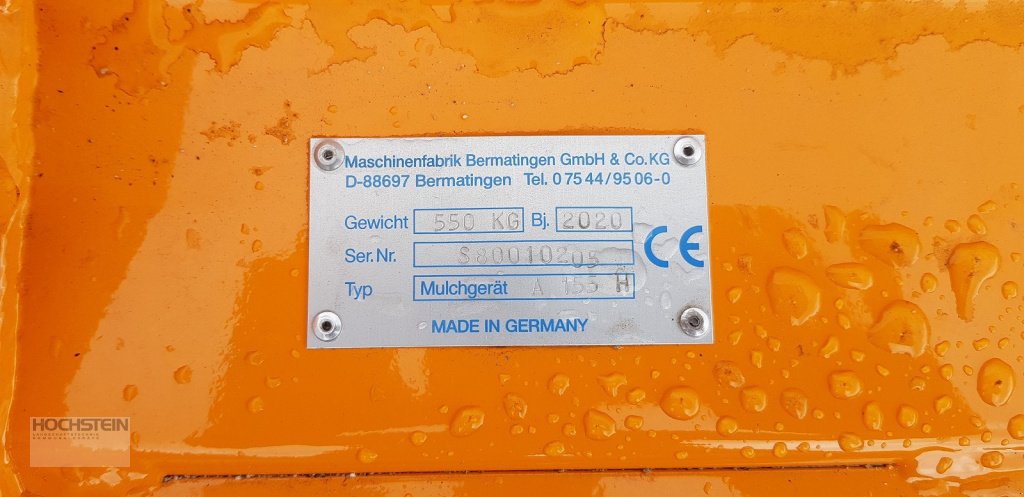 Maschinenfabrik Bermatingen GmbH & Co.KG
D-88697 Bermatingen Tel. 0 75 44/95 06-0
Gewicht 550 KG Bj. 2020
Ser.Nr. S80010205
Typ Mulchgerät A 155 H
CE
MADE IN GERMANY
HOCHSTEIN
LANDSCHAFTSTECHNIK